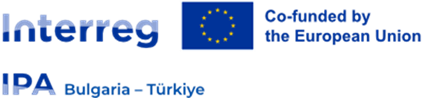 Interreg
Co-funded by
the European Union
IPA Bulgaria – Türkiye